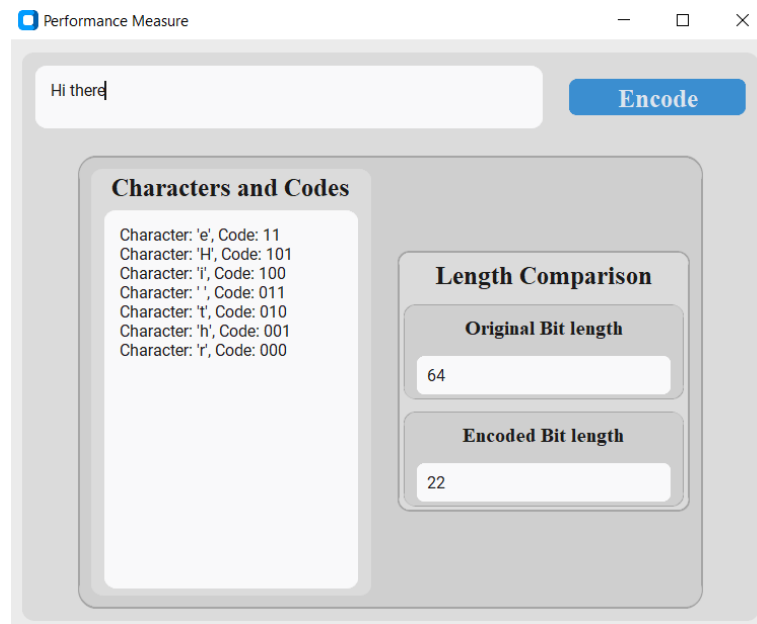 Performance Measure
Hi there
Encode
Characters and Codes
Character: 'e', Code: 11
Character: 'H', Code: 101
Character: 'i', Code: 100
Character: ' ', Code: 011
Character: 't', Code: 010
Character: 'h', Code: 001
Character: 'r', Code: 000
Length Comparison
Original Bit length
64
Encoded Bit length
22